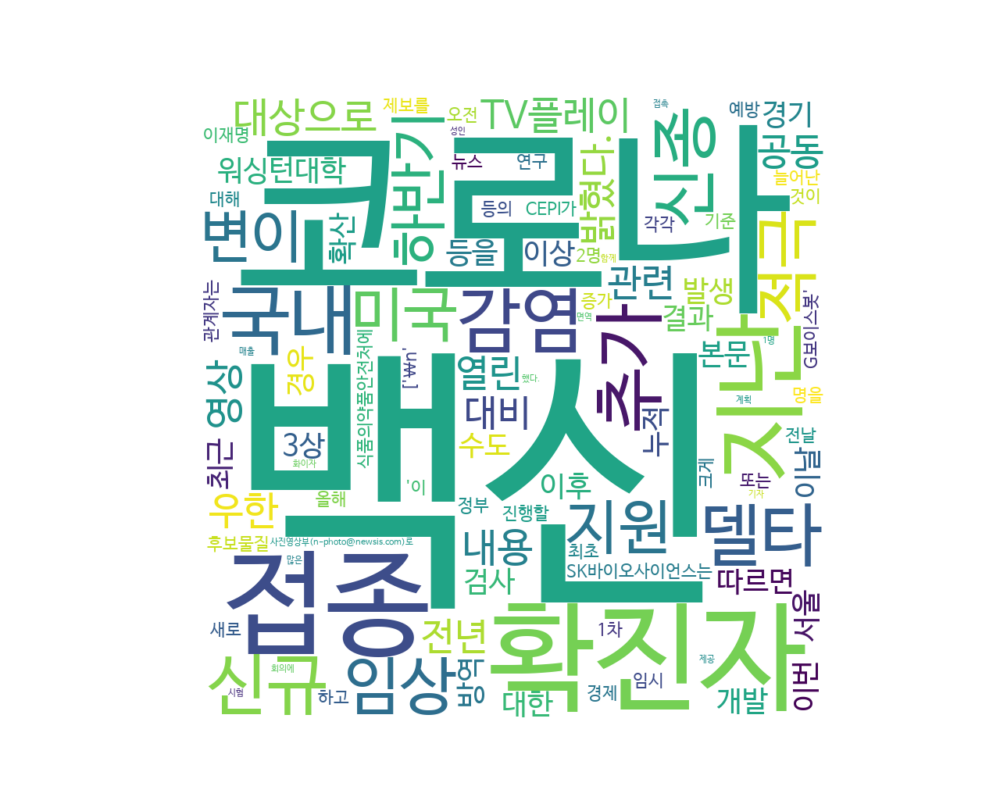 대상으로
제보를
오전
TV플레이
접촉
예방
경기
이재명
성인
뉴스
연구
신종
공동
워싱턴대학
하반기
밝혔다.
늘어난
대해
코로나
등의
CEPI가
각각
기준
것이
변이
확산
등을
이상
2명
함께
적극
관련
관계자는
국내
미국
감염
증가
발생
G보이스봇'
면역
추가
결과
지난
1명
매출
경우
식품의약품안전처에
['₩n'
열린
본문
영상
백신
했다.
대비
3상
수도
누적
계획
명을
최근
화이자
전날
크게
이날
올해
'이
이후
또는
기자
우한
정부
진행할
지원
델타
후보물질
사진영상부(n-photo@newsis.com)로
내용
최초
많은
SK바이오사이언스는
접종
검사
따르면
서울
새로
전년
확진자
1차
신규
회의에
임상
방역
제공
시험
하고
대한
경제
임시
개발
이번